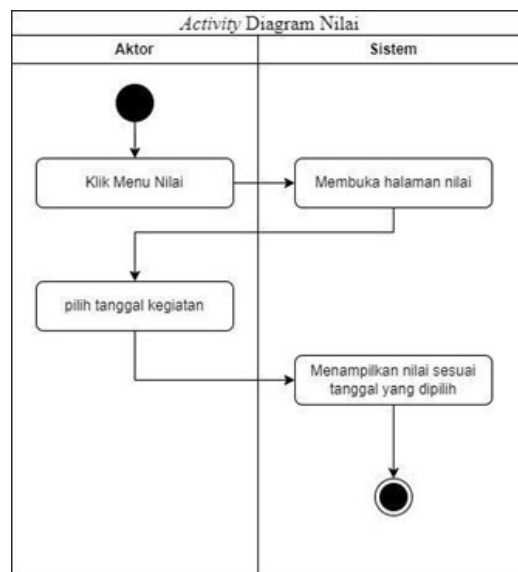 Activity Diagram Nilai
Aktor
Sistem
Klik Menu Nilai
Membuka halaman nilai
pilih tanggal kegiatan
Menampilkan nilai sesuai
tanggal yang dipilih